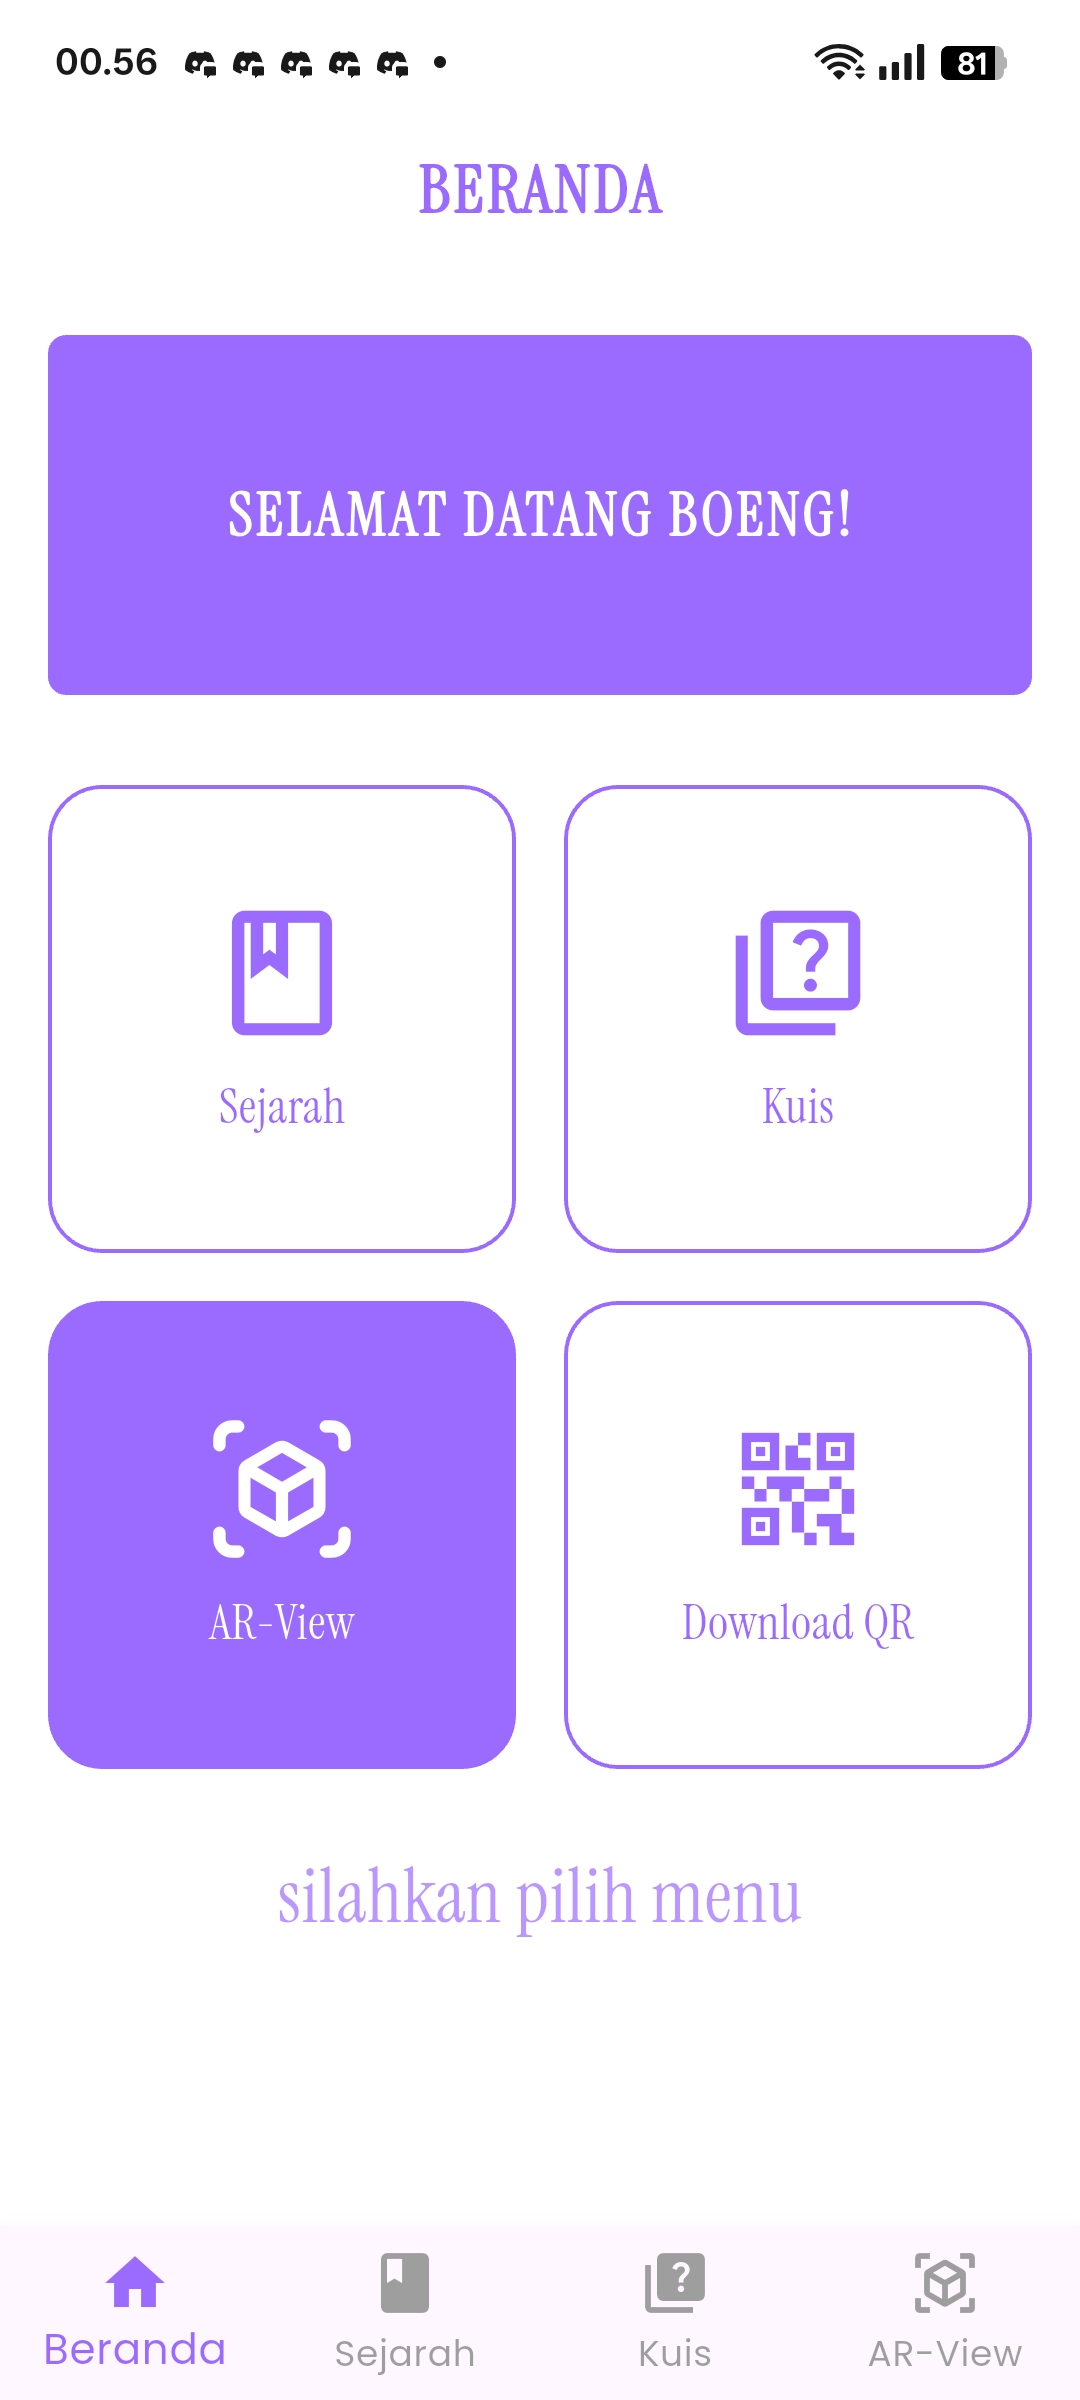 00.56
81
BERANDA
SELAMAT DATANG BOENG!
Sejarah
Kuis
AR-View
Download QR
silahkan pilih menu
Beranda
Sejarah
Kuis
AR-View